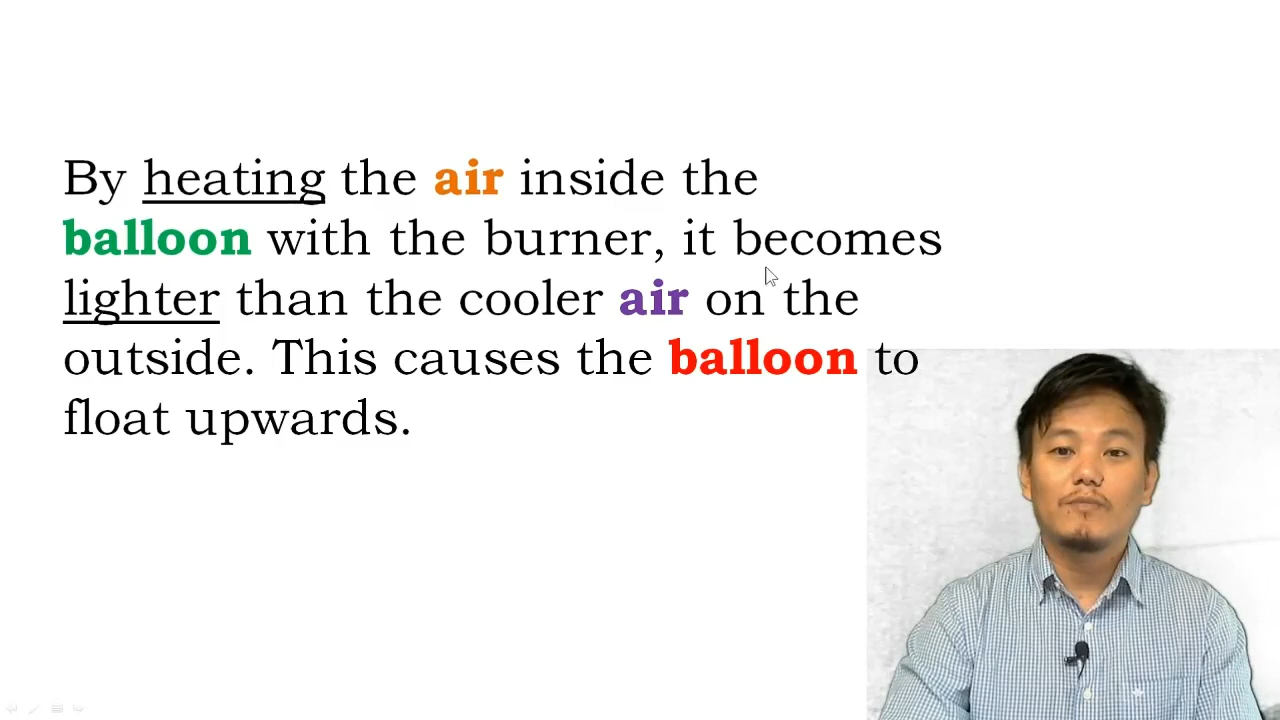 By heating the air inside the
balloon with the burner, it becomes
lighter than the cooler air on the
outside. This causes the balloon to
float upwards.